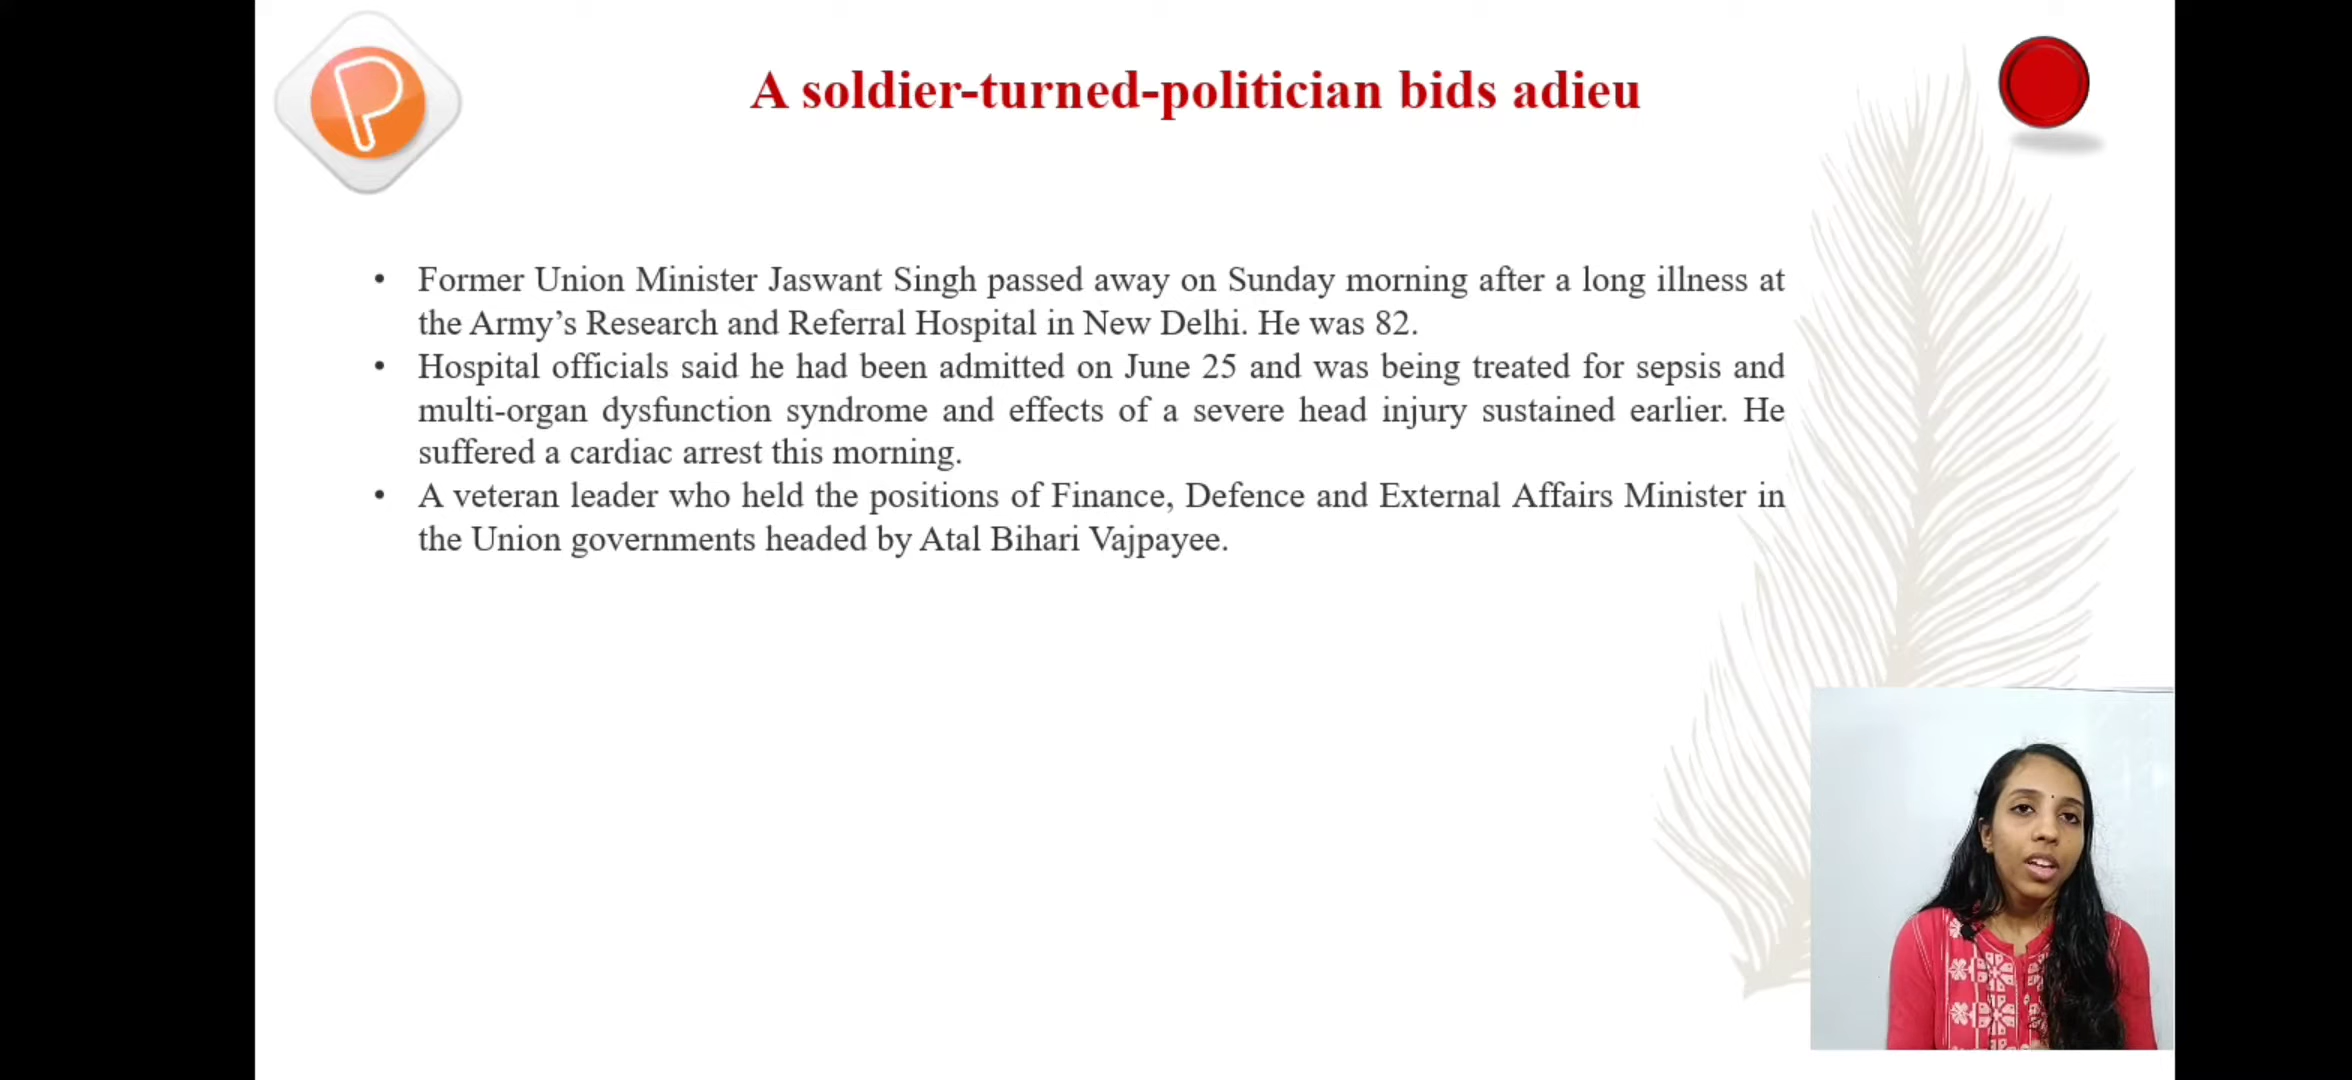 A soldier-turned-politician bids adieu
• Former Union Minister Jaswant Singh passed away on Sunday morning after a long illness at
the Army’s Research and Referral Hospital in New Delhi. He was 82.
• Hospital officials said he had been admitted on June 25 and was being treated for sepsis and
multi-organ dysfunction syndrome and effects of a severe head injury sustained earlier. He
suffered a cardiac arrest this morning.
• A veteran leader who held the positions of Finance, Defence and External Affairs Minister in
the Union governments headed by Atal Bihari Vajpayee.